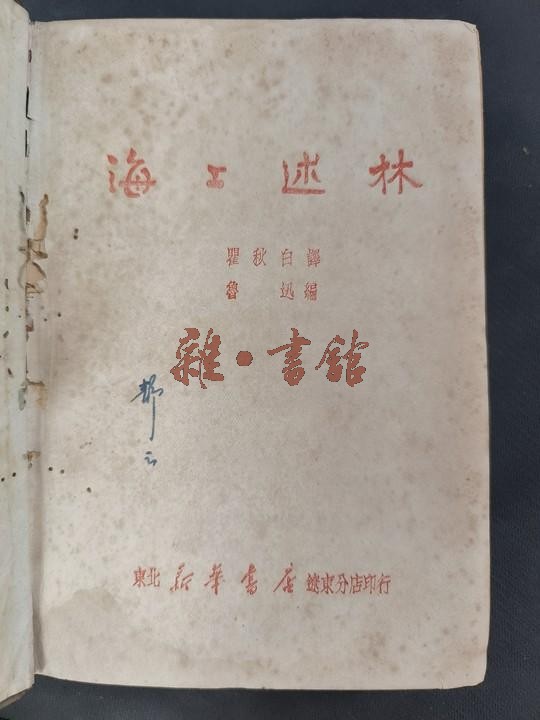 海上述林
瞿秋白譯
魯迅編
雜·書館
東北新華書店遼東分店印行